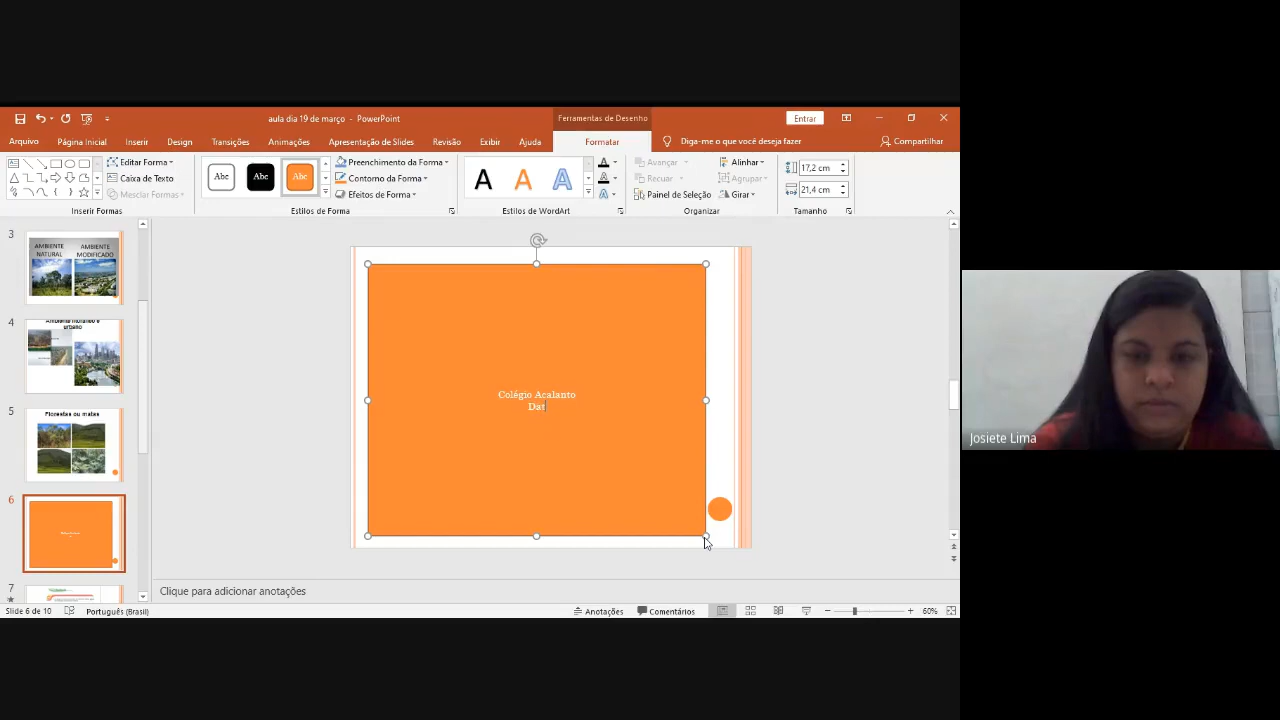 aula dia 19 de março - PowerPoint
Ferramentas de Desenho
Entrar
Arquivo
Página Inicial
Inserir
Design
Transições
Animações
Apresentação de Slides
Revisão
Exibir
Ajuda
Formatar
Diga-me o que deseja fazer
Compartilhar
Editar Forma
Caixa de Texto
Mesclar Formas
Inserir Formas
Abc
Abc
Abc
Preenchimento da Forma
Contorno da Forma
Efeitos de Forma
Estilos de Forma
A
A
A
Estilos de WordArt
Avançar
Recuar
Painel de Seleção
Alinhar
Agrupar
Girar
Organizar
17,2 cm
21,4 cm
Tamanho
3
AMBIENTE NATURAL
AMBIENTE MODIFICADO
4
urbano
5
Florestas ou matas
6
7
Colégio Acalanto
Dat
Josiete Lima
Clique para adicionar anotações
Slide 6 de 10
Português (Brasil)
Anotações
Comentários
60%